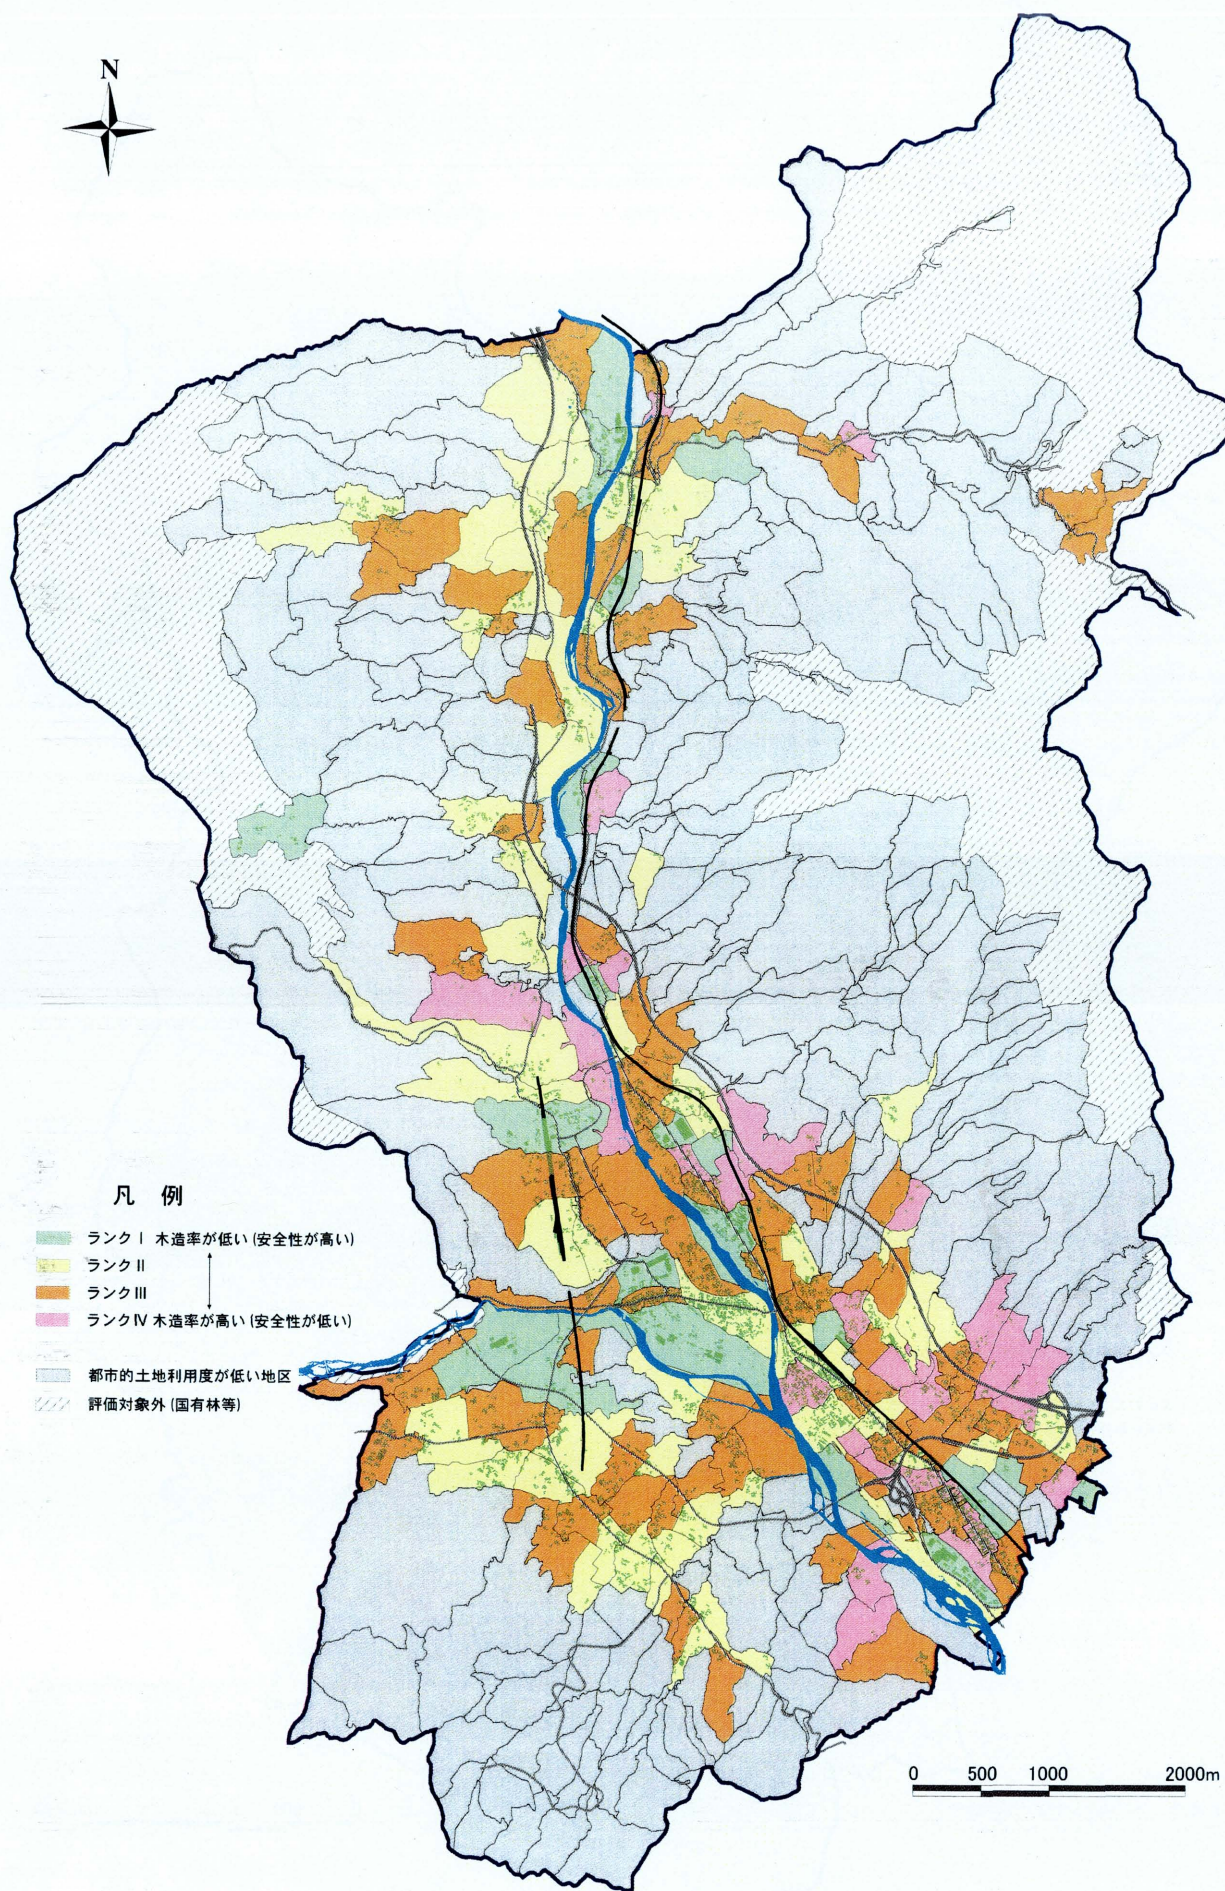 N
凡 例
ランクⅠ 木造率が低い (安全性が高い)
ランクⅡ
ランクⅢ
ランクⅣ 木造率が高い (安全性が低い)
都市的土地利用度が低い地区
評価対象外 (国有林等)
0 500 1000 2000m